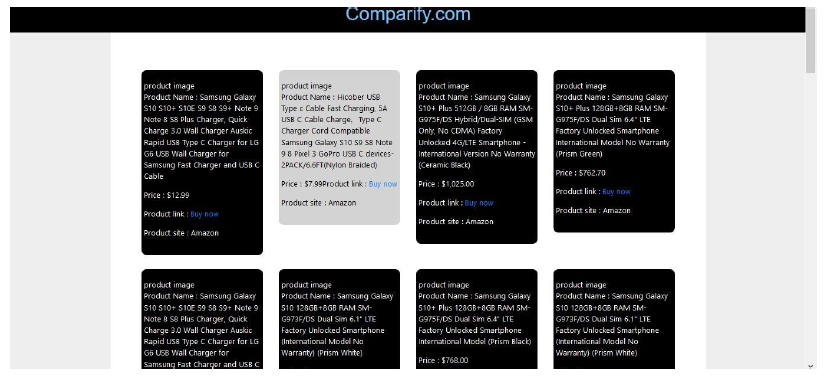 Comparify.com
product image
Product Name : Samsung Galaxy
S10 S10+ S10E S9 S8 S9+ Note 9
Note 8 S8 Plus Charger, Quick
Charge 3.0 Wall Charger Auskic
Rapid USB Type C Charger for LG
G6 USB Wall Charger for
Samsung Fast Charger and USB C
Cable
Price : $12.99
Product link : Buy now
Product site : Amazon
product image
Product Name : Hicober USB
Type c Cable Fast Charging, 5A
USB C Cable Charge, Type C
Charger Cord Compatible
Samsung Galaxy S10 S9 S8 Note
9 8 Pixel 3 GoPro USB C devices-
2PACK/6.6FT(Nylon Braided)
Price : $7.99Product link : Buy now
Product site : Amazon
product image
Product Name : Samsung Galaxy
S10+ Plus 512GB / 8GB RAM SM-
G975F/DS Hybrid/Dual-SIM (GSM
Only, No CDMA) Factory
Unlocked 4G/LTE Smartphone -
International Version No Warranty
(Ceramic Black)
Price : $1,025.00
Product link : Buy now
Product site : Amazon
product image
Product Name : Samsung Galaxy
S10+ Plus 128GB+8GB RAM SM-
G975F/DS Dual Sim 6.4" LTE
Factory Unlocked Smartphone
International Model No Warranty
(Prism Green)
Price : $762.70
Product link : Buy now
Product site : Amazon
product image
Product Name : Samsung Galaxy
S10 S10+ S10E S9 S8 S9+ Note 9
Note 8 S8 Plus Charger, Quick
Charge 3.0 Wall Charger Auskic
Rapid USB Type C Charger for LG
G6 USB Wall Charger for
Samsung Fast Charger and USB C
product image
Product Name : Samsung Galaxy
S10 128GB+8GB RAM SM-
G973F/DS Dual Sim 6.1" LTE
Factory Unlocked Smartphone
(International Model No
Warranty) (Prism White)
product image
Product Name : Samsung Galaxy
S10+ Plus 128GB+8GB RAM SM-
G975F/DS Dual Sim 6.4" LTE
Factory Unlocked Smartphone
International Model (Prism Black)
Price : $768.00
product image
Product Name : Samsung Galaxy
S10 128GB+8GB RAM SM-
G973F/DS Dual Sim 6.1" LTE
Factory Unlocked Smartphone
(International Model No
Warranty) (Prism White)